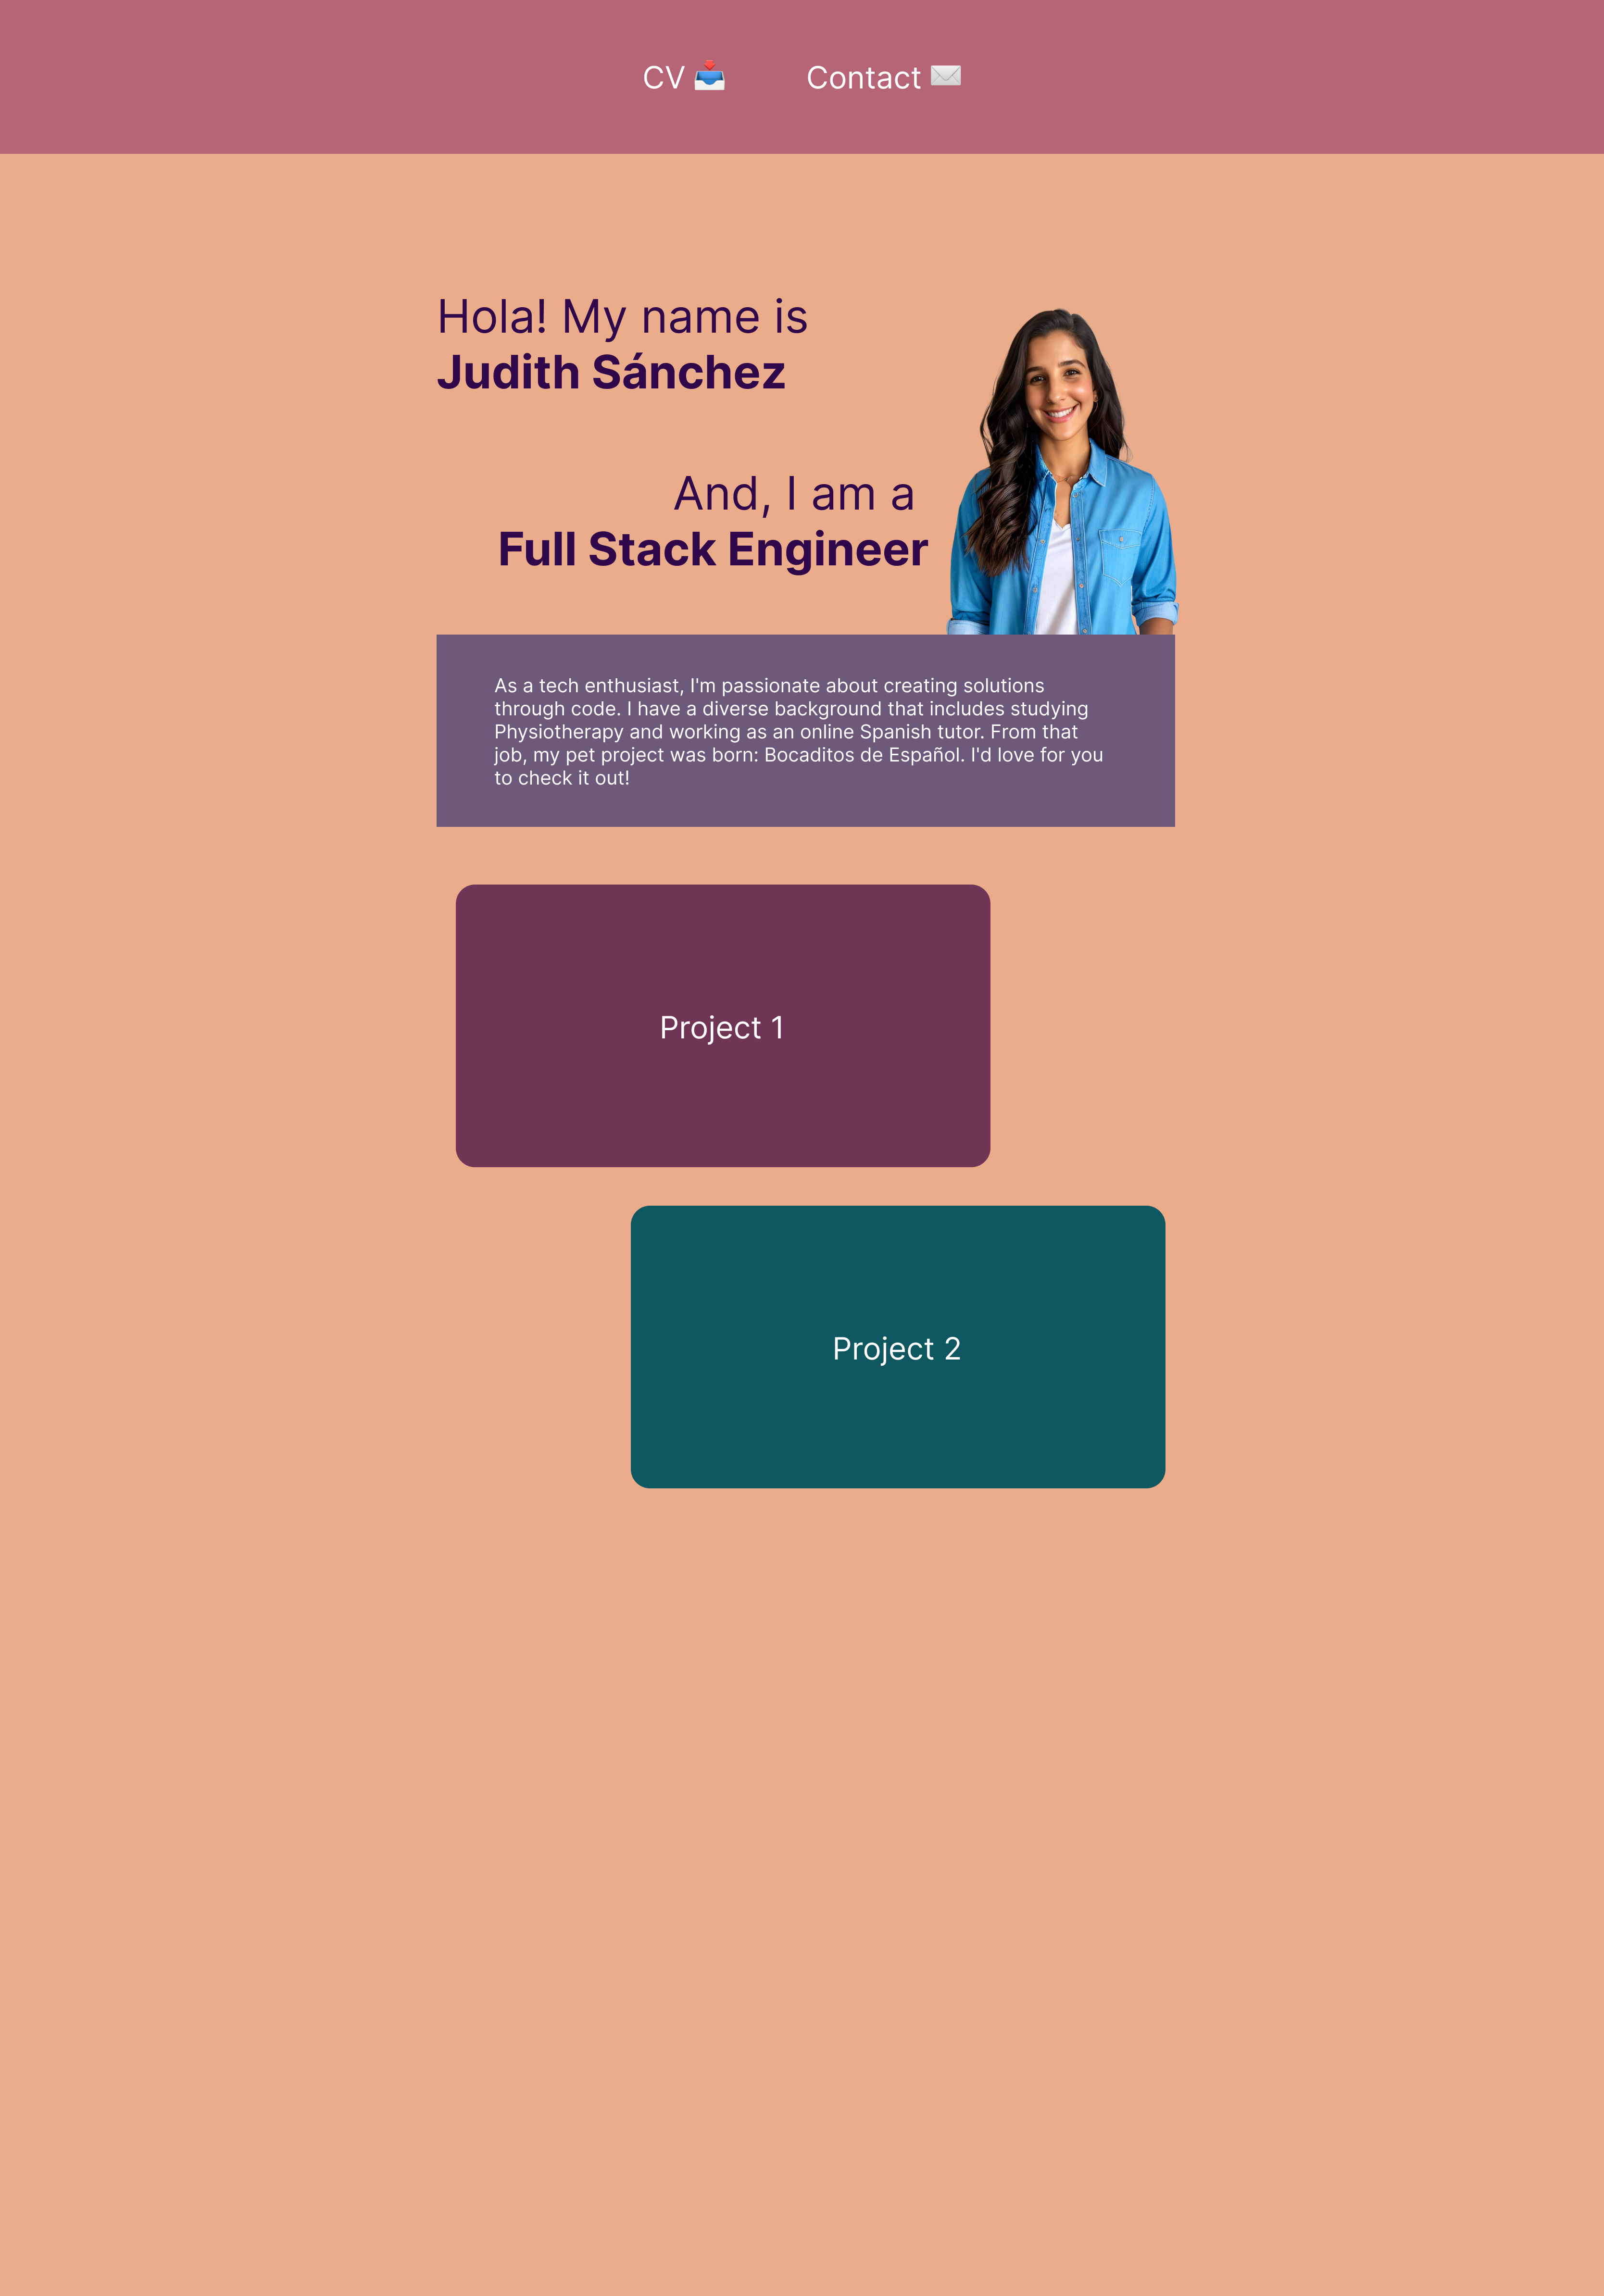 CV 📥
Contact ✉️
Hola! My name is
Judith Sánchez
And, I am a
Full Stack Engineer
As a tech enthusiast, I'm passionate about creating solutions
through code. I have a diverse background that includes studying
Physiotherapy and working as an online Spanish tutor. From that
job, my pet project was born: Bocaditos de Español. I'd love for you
to check it out!
Project 1
Project 2